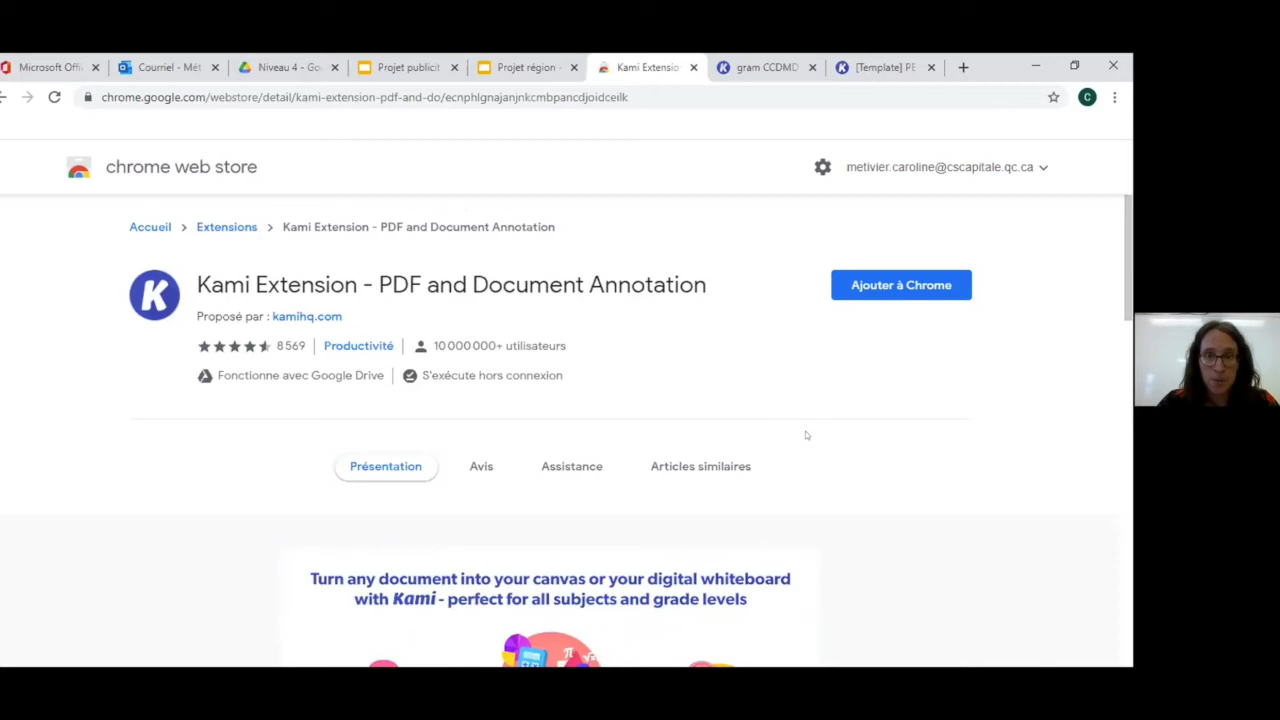 Microsoft Offi
Courriel - Mét
Niveau 4 - Go
Projet publicit
Projet région -
Kami Extensio
gram CCDMD
[Template] PE
chrome.google.com/webstore/detail/kami-extension-pdf-and-do/ecnphlgnajanjnkcmbpancdjoidceilk
C
chrome web store
metivier.caroline@cscapitale.qc.ca
Accueil > Extensions > Kami Extension - PDF and Document Annotation
K
Kami Extension - PDF and Document Annotation
Ajouter à Chrome
Proposé par : kamihq.com
8 569 | Productivité | 10 000 000+ utilisateurs
Fonctionne avec Google Drive | S'exécute hors connexion
Présentation
Avis
Assistance
Articles similaires
Turn any document into your canvas or your digital whiteboard
with Kami - perfect for all subjects and grade levels